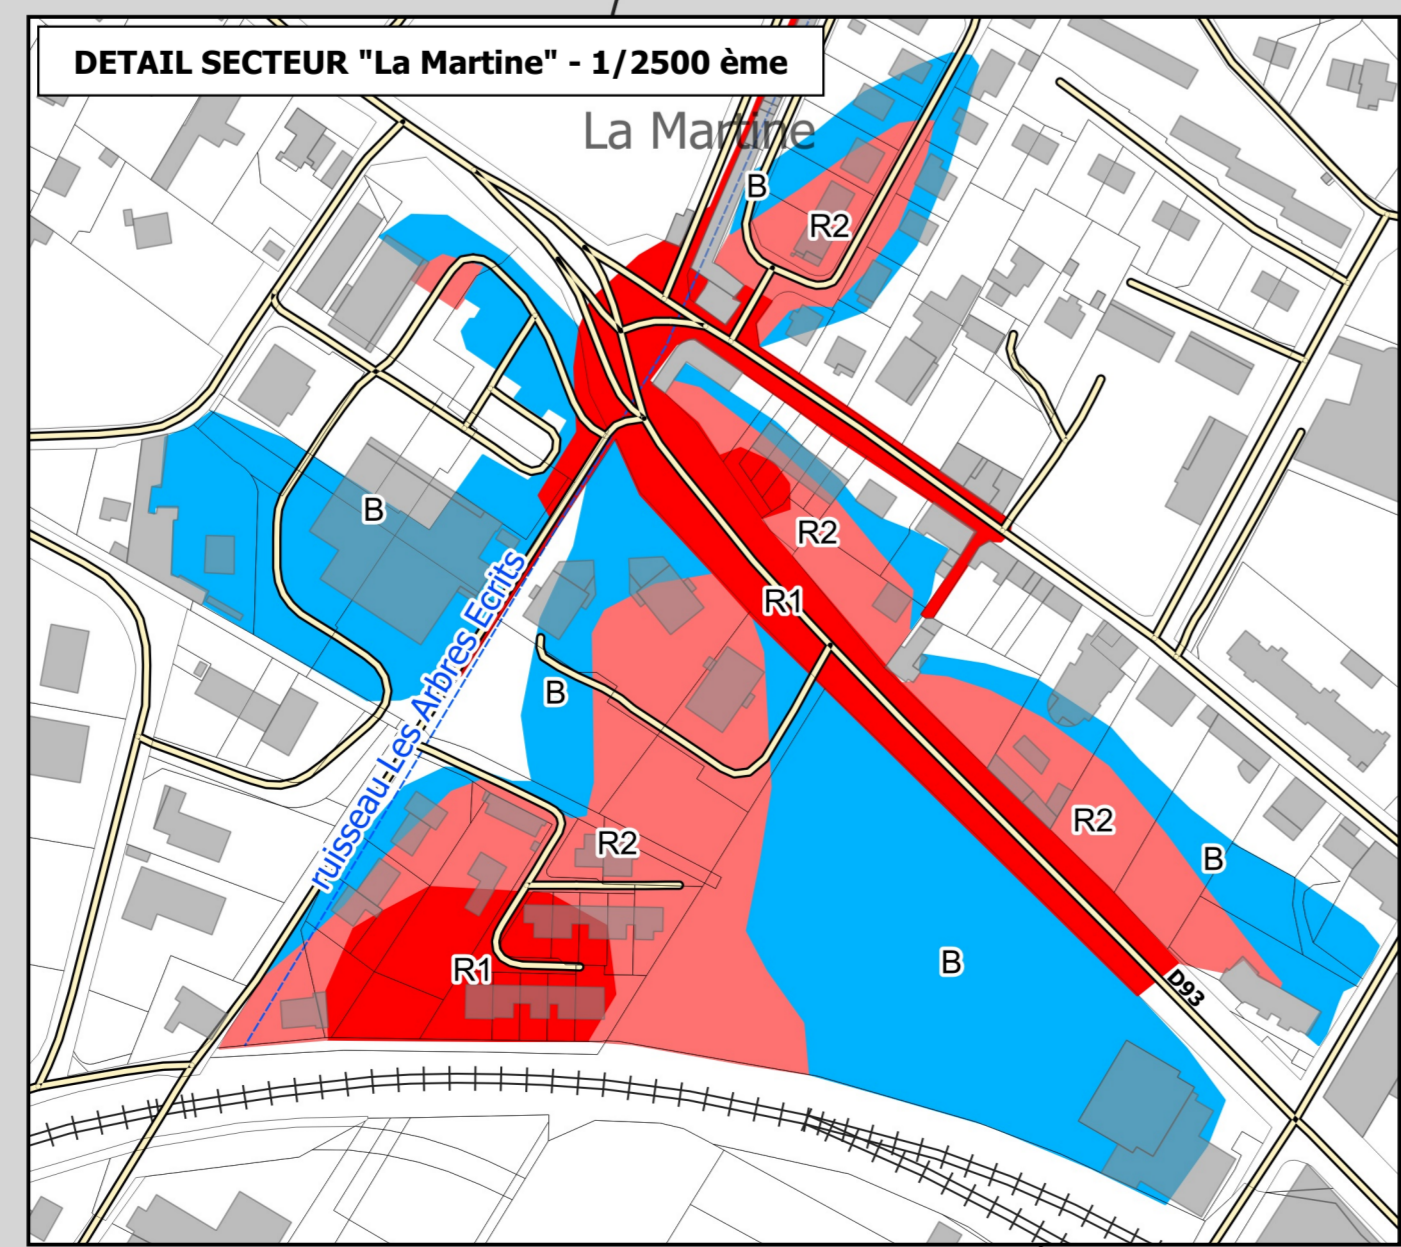 DETAIL SECTEUR "La Martine" - 1/2500 ème
La Martine
B
R2
B
R2
R1
B
R2
R2
B
R1
B
D93
ruisseau-Les-Arbres-Ecrits